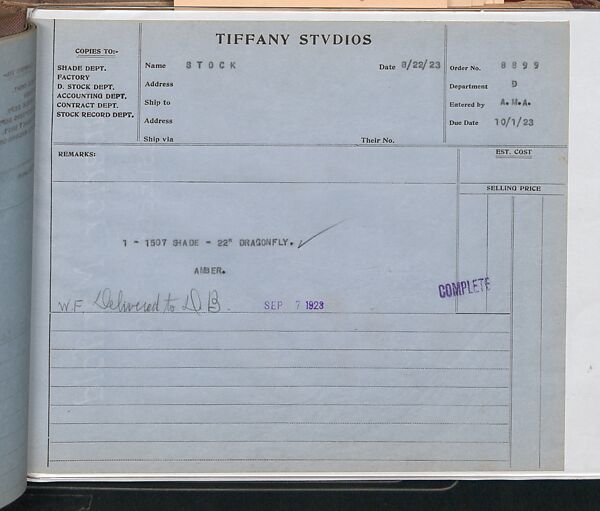 TIFFANY STVDIOS
COPIES TO:-
SHADE DEPT.
FACTORY
D. STOCK DEPT.
ACCOUNTING DEPT.
CONTRACT DEPT.
STOCK RECORD DEPT.
Name STOCK Date 8/22/23
Address
Ship to
Address
Ship via Their No.
Order No. 8899
Department D
Entered by A.M.A.
Due Date 10/1/23
REMARKS:
EST. COST
SELLING PRICE
1 - 1507 SHADE - 22" DRAGONFLY.
AMBER.
COMPLETE
W.F. Delivered to D.B. SEP 7 1923